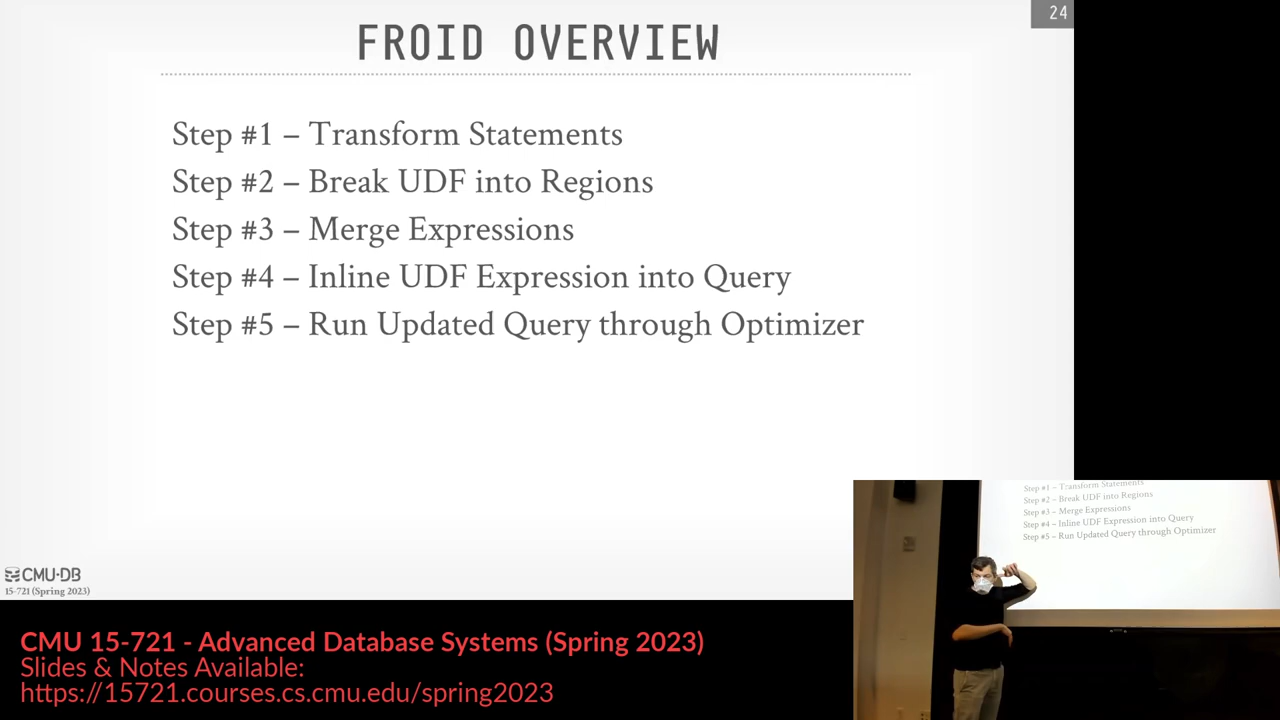 24
FROID OVERVIEW
Step #1 – Transform Statements
Step #2 – Break UDF into Regions
Step #3 – Merge Expressions
Step #4 – Inline UDF Expression into Query
Step #5 – Run Updated Query through Optimizer
CMU·DB
15-721 (Spring 2023)
Step #1 – Transform Statements
Step #2 – Break UDF into Regions
Step #3 – Merge Expressions
Step #4 – Inline UDF Expression into Query
Step #5 – Run Updated Query through Optimizer
CMU 15-721 - Advanced Database Systems (Spring 2023)
Slides & Notes Available:
https://15721.courses.cs.cmu.edu/spring2023